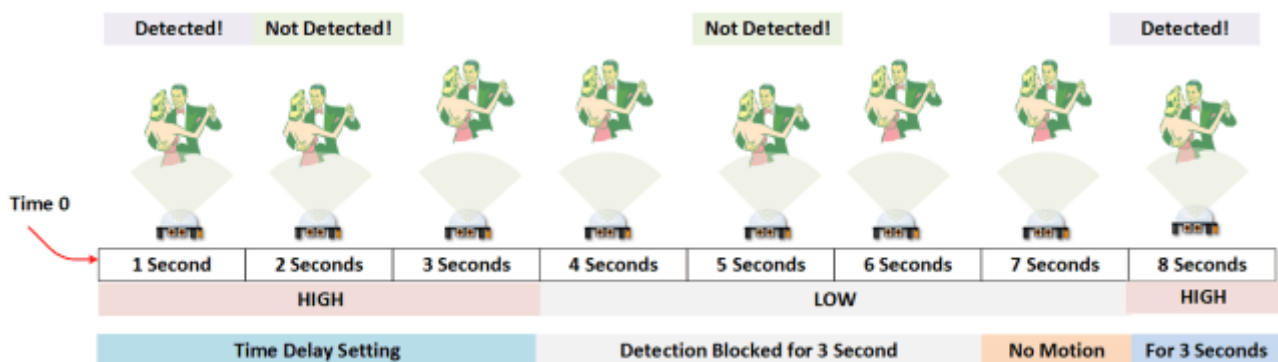 Detected! Not Detected! Not Detected! Detected!
Time 0
1 Second 2 Seconds 3 Seconds 4 Seconds 5 Seconds 6 Seconds 7 Seconds 8 Seconds
HIGH LOW HIGH
Time Delay Setting Detection Blocked for 3 Second No Motion For 3 Seconds